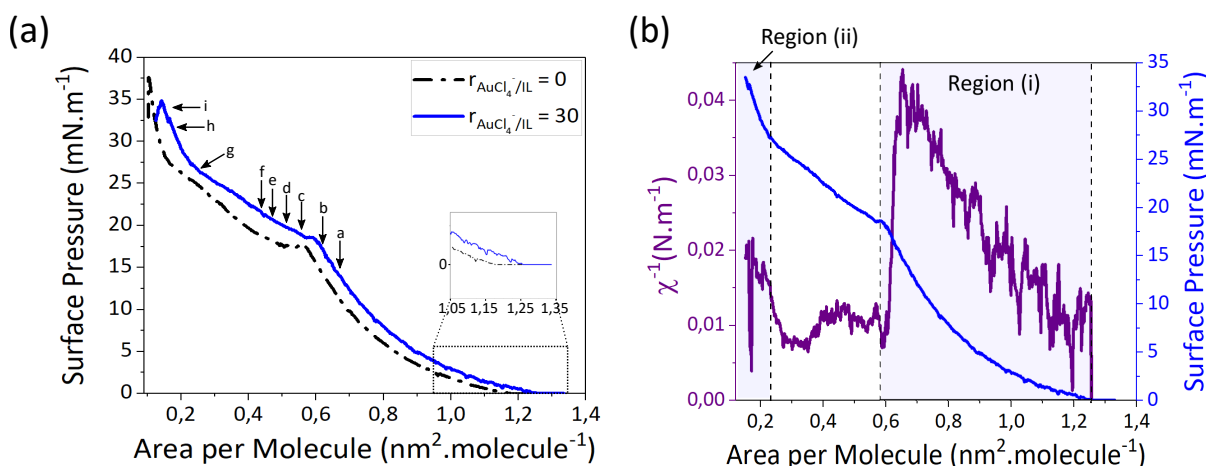 (a)
Surface Pressure (mN.m⁻¹)
40
35
30
25
20
15
10
5
0
r AuCl₄⁻/IL = 0
r AuCl₄⁻/IL = 30
i
h
g
f
e
d
c
b
a
0
1,05 1,15 1,25 1,35
0,2 0,4 0,6 0,8 1,0 1,2 1,4
Area per Molecule (nm².molecule⁻¹)
(b)
Region (ii)
Region (i)
χ⁻¹(N.m⁻¹)
0,04
0,03
0,02
0,01
0,00
35
30
25
20
15
10
5
0
Surface Pressure (mN.m⁻¹)
0,2 0,4 0,6 0,8 1,0 1,2 1,4
Area per Molecule (nm².molecule⁻¹)